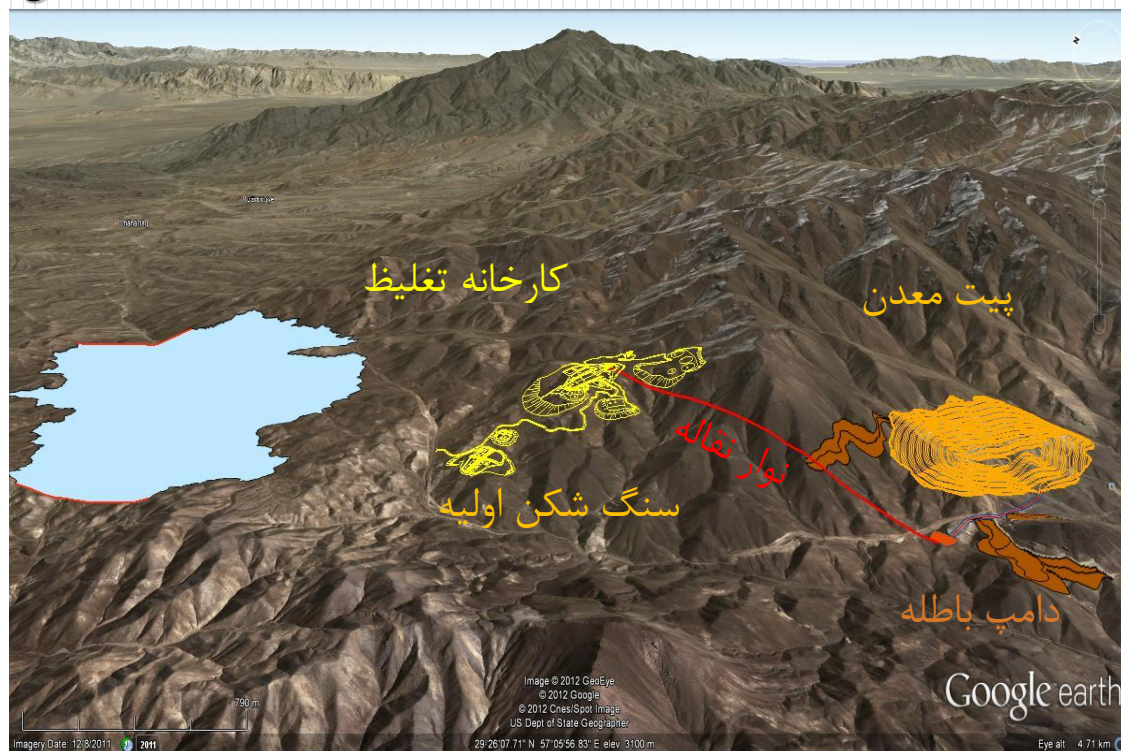 کارخانه تغلیظ
پیت معدن
نوار نقاله
سنگ شکن اولیه
دامپ باطله
Image © 2012 GeoEye
© 2012 Google
© 2012 Cnes/Spot Image
US Dept of State Geographer
Google earth
790 m
Imagery Date: 12/8/2011
2011
29°26'07.71" N 57°05'56.83" E elev 3100 m
Eye alt 4.71 km